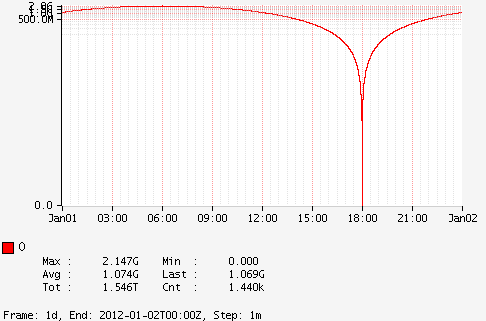 500.0M
0.0
Jan01 03:00 06:00 09:00 12:00 15:00 18:00 21:00 Jan02
0
Max : 2.147G Min : 0.000
Avg : 1.074G Last : 1.069G
Tot : 1.546T Cnt : 1.440k
Frame: 1d, End: 2012-01-02T00:00Z, Step: 1m